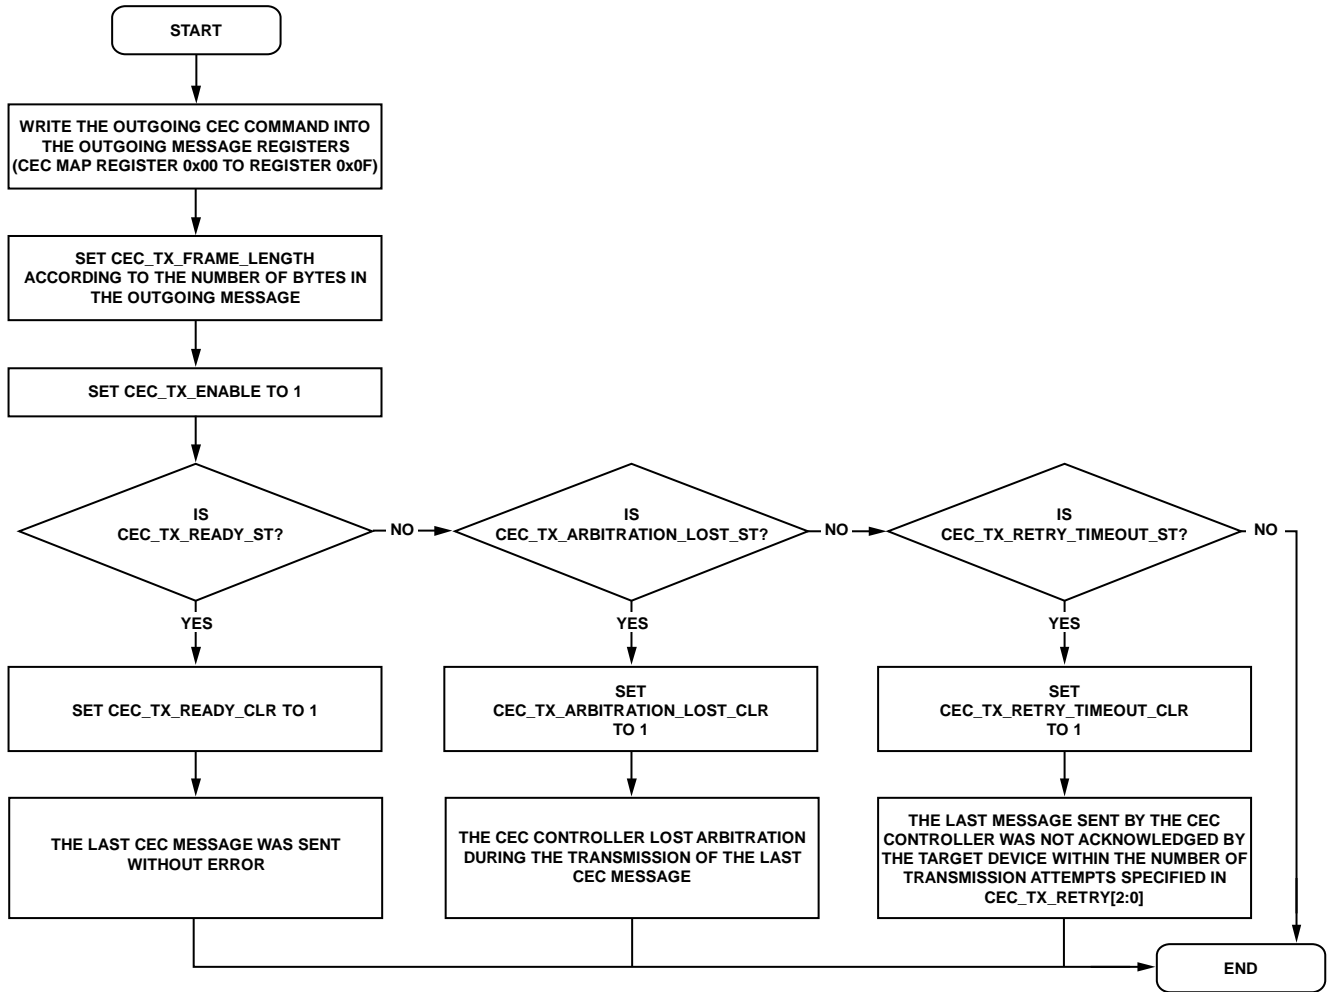 START
WRITE THE OUTGOING CEC COMMAND INTO
THE OUTGOING MESSAGE REGISTERS
(CEC MAP REGISTER 0x00 TO REGISTER 0x0F)
SET CEC_TX_FRAME_LENGTH
ACCORDING TO THE NUMBER OF BYTES IN
THE OUTGOING MESSAGE
SET CEC_TX_ENABLE TO 1
IS
CEC_TX_READY_ST?
NO
IS
CEC_TX_ARBITRATION_LOST_ST?
NO
IS
CEC_TX_RETRY_TIMEOUT_ST?
NO
YES
YES
YES
SET CEC_TX_READY_CLR TO 1
SET
CEC_TX_ARBITRATION_LOST_CLR
TO 1
SET
CEC_TX_RETRY_TIMEOUT_CLR
TO 1
THE LAST CEC MESSAGE WAS SENT
WITHOUT ERROR
THE CEC CONTROLLER LOST ARBITRATION
DURING THE TRANSMISSION OF THE LAST
CEC MESSAGE
THE LAST MESSAGE SENT BY THE CEC
CONTROLLER WAS NOT ACKNOWLEDGED BY
THE TARGET DEVICE WITHIN THE NUMBER OF
TRANSMISSION ATTEMPTS SPECIFIED IN
CEC_TX_RETRY[2:0]
END